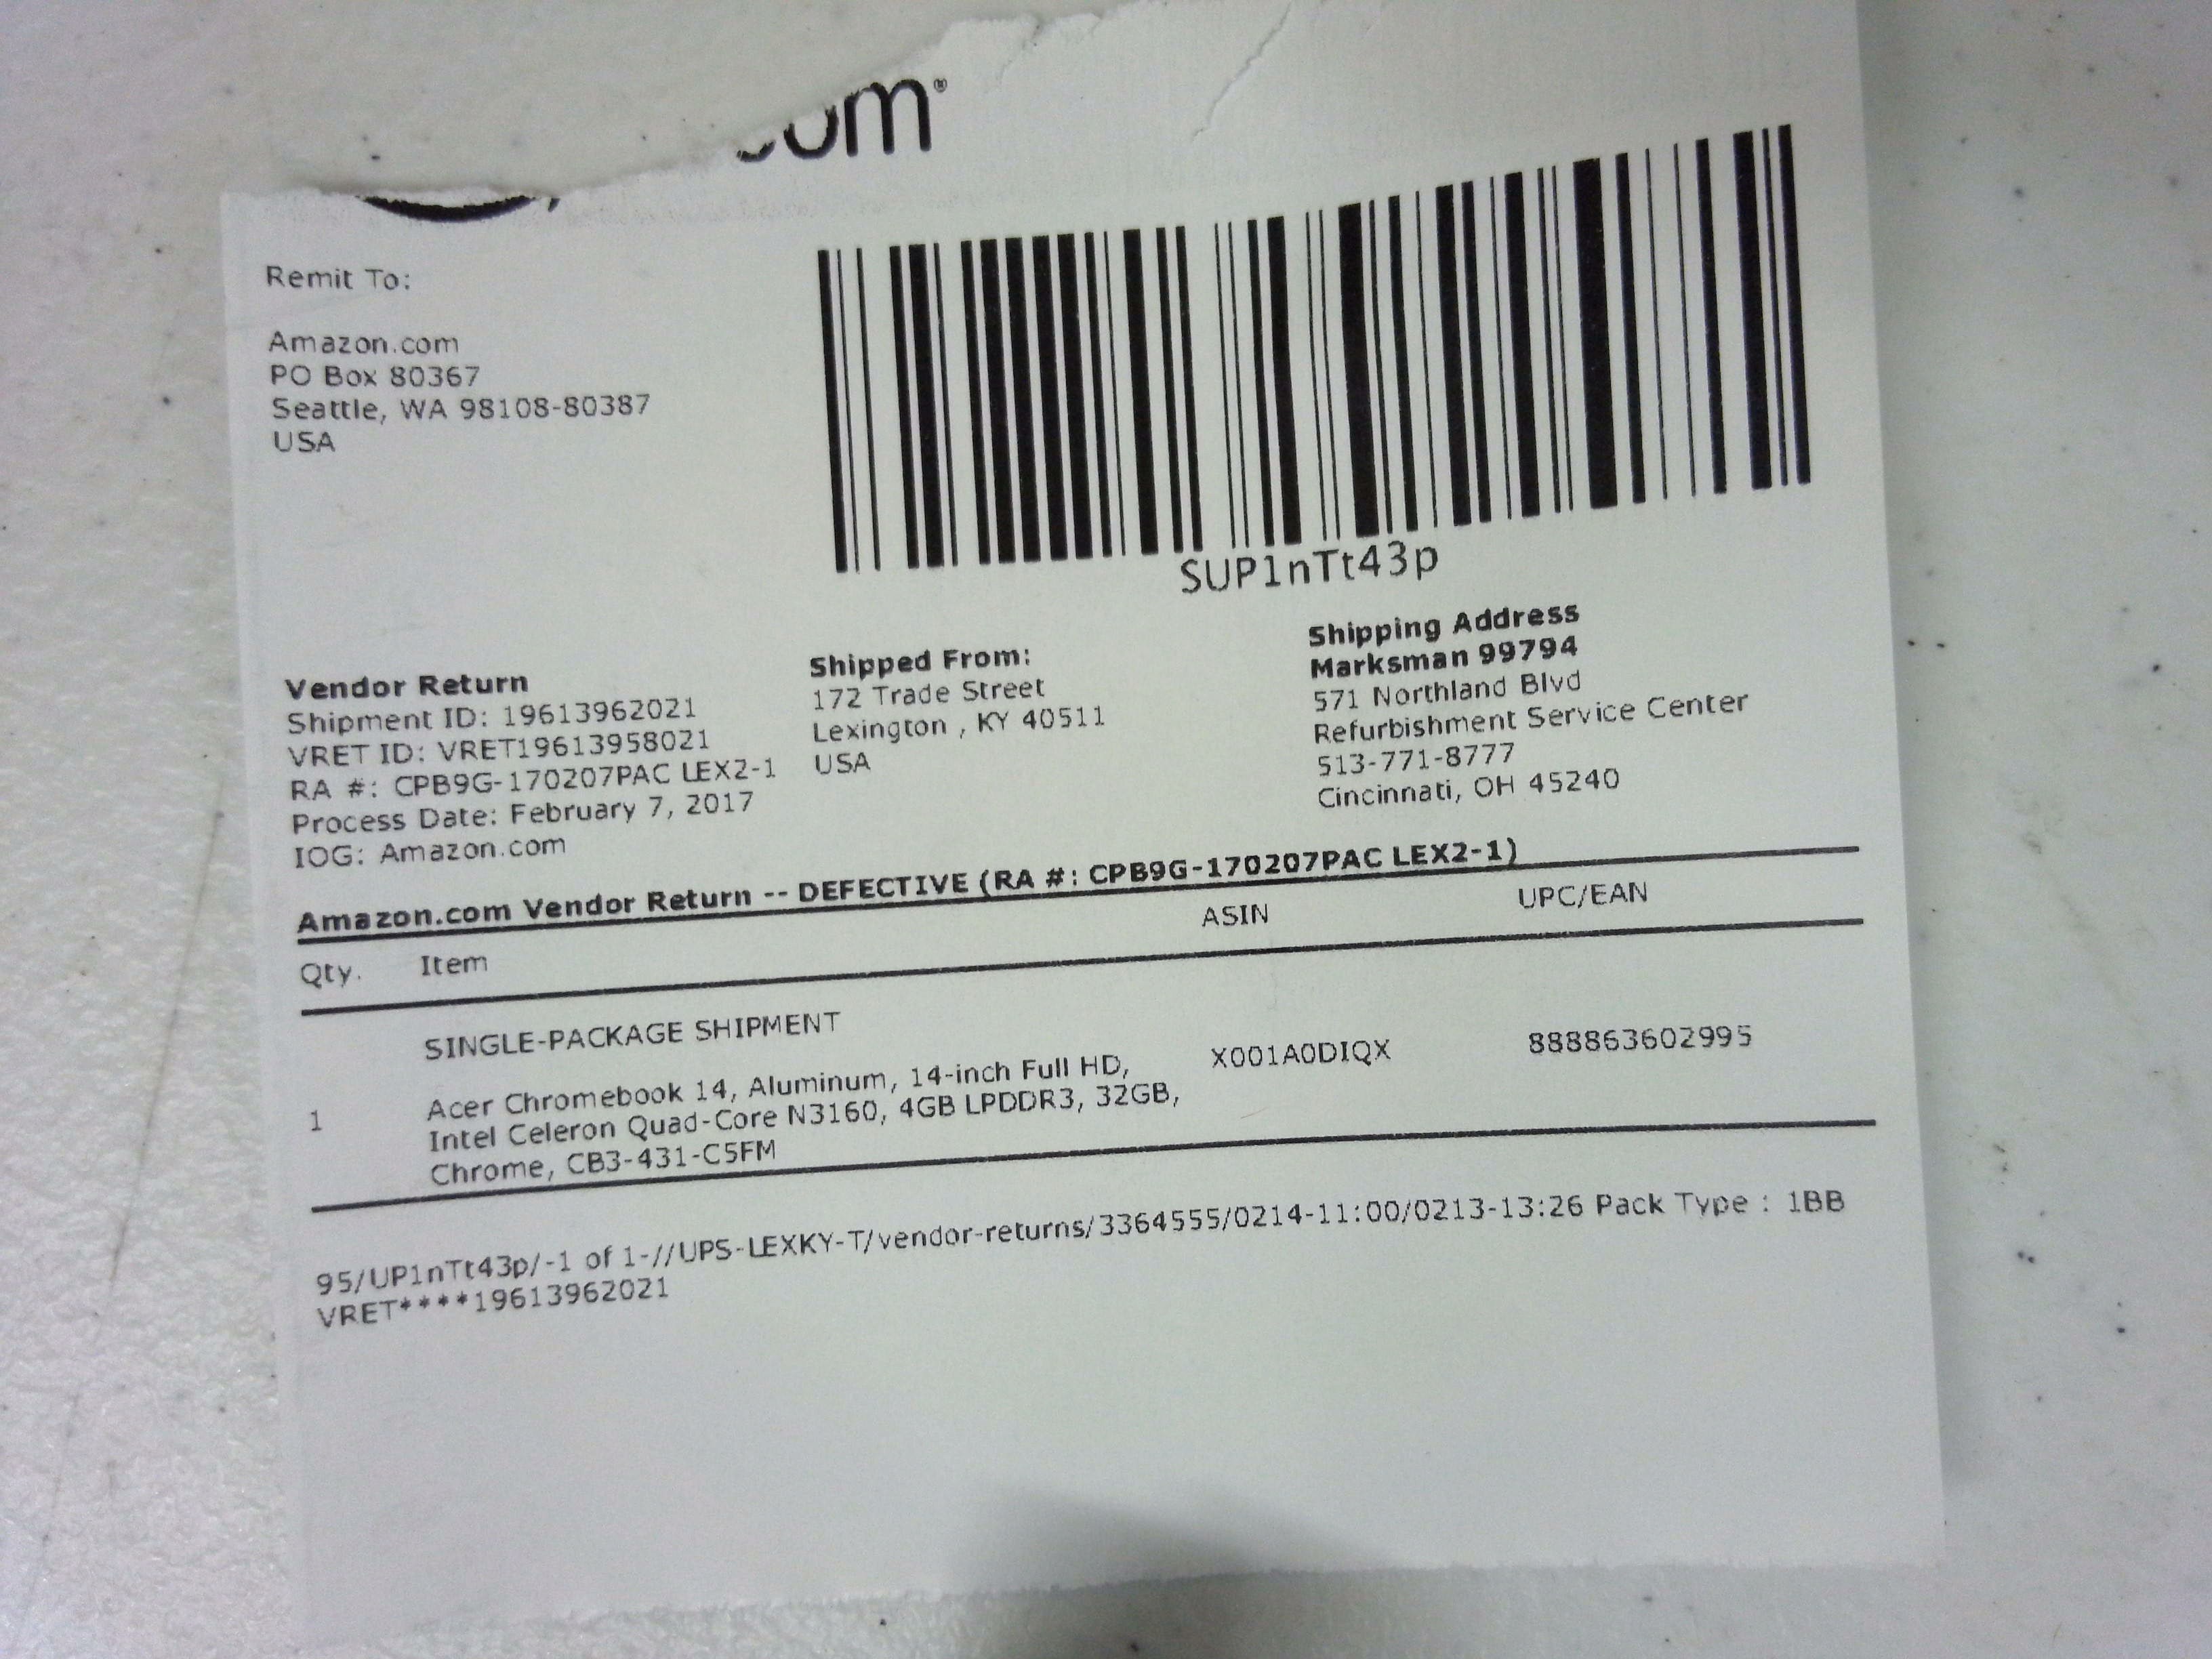 com®
Remit To:
Amazon.com
PO Box 80367
Seattle, WA 98108-80387
USA
SUP1nTt43p
Vendor Return
Shipment ID: 19613962021
VRET ID: VRET19613958021
RA #: CPB9G-170207PAC LEX2-1
Process Date: February 7, 2017
IOG: Amazon.com
Shipped From:
172 Trade Street
Lexington , KY 40511
USA
Shipping Address
Marksman 99794
571 Northland Blvd
Refurbishment Service Center
513-771-8777
Cincinnati, OH 45240
Amazon.com Vendor Return -- DEFECTIVE (RA #: CPB9G-170207PAC LEX2-1)
Qty. Item ASIN UPC/EAN
SINGLE-PACKAGE SHIPMENT
1 Acer Chromebook 14, Aluminum, 14-inch Full HD, X001A0DIQX 888863602995
Intel Celeron Quad-Core N3160, 4GB LPDDR3, 32GB,
Chrome, CB3-431-C5FM
95/UP1nTt43p/-1 of 1-//UPS-LEXKY-T/vendor-returns/3364555/0214-11:00/0213-13:26 Pack Type : 1BB
VRET****19613962021